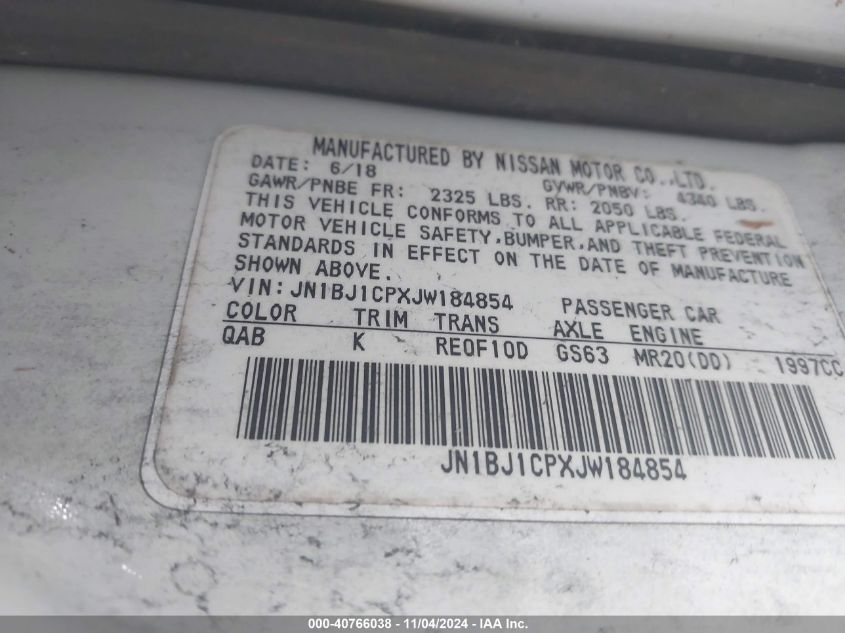 MANUFACTURED BY NISSAN MOTOR CO.,LTD.
DATE: 6/18 GVWR/PNBV: 4340 LBS.
GAWR/PNBE FR: 2325 LBS. RR: 2050 LBS.
THIS VEHICLE CONFORMS TO ALL APPLICABLE FEDERAL
MOTOR VEHICLE SAFETY,BUMPER,AND THEFT PREVENTION
STANDARDS IN EFFECT ON THE DATE OF MANUFACTURE
SHOWN ABOVE.
VIN: JN1BJ1CPXJW184854 PASSENGER CAR
COLOR TRIM TRANS AXLE ENGINE
QAB K RE0F10D GS63 MR20(DD) 1997CC
JN1BJ1CPXJW184854
000-40766038 - 11/04/2024 - IAA Inc.